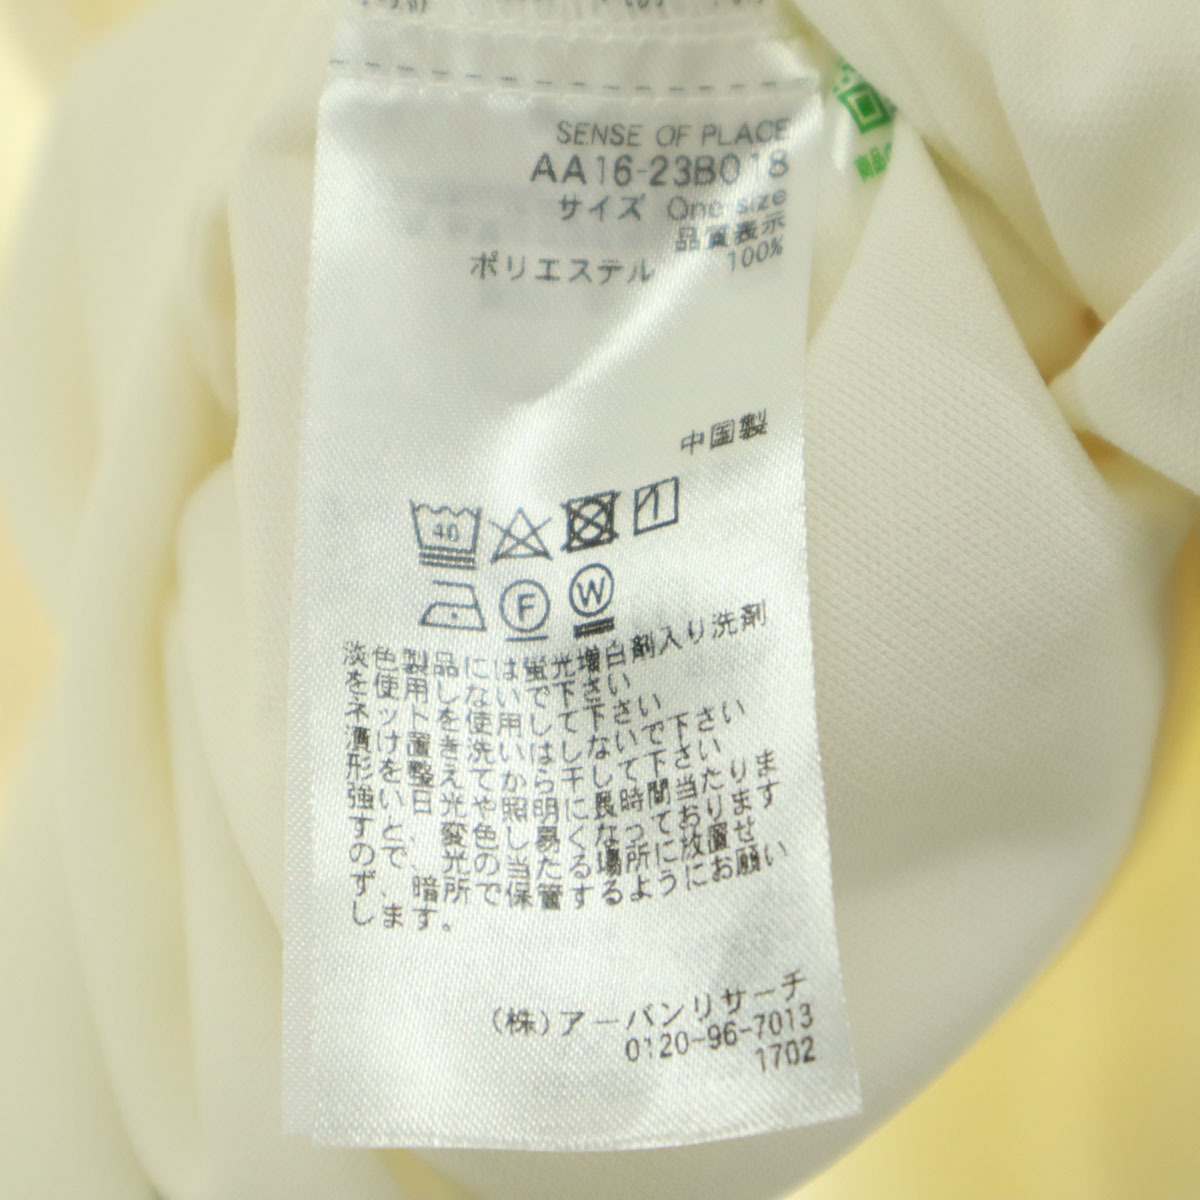 SENSE OF PLACE
AA16-23B018
サイズ One size
品質表示
ポリエステル 100%
中国製
40
F W
淡色製品には蛍光増白剤入り洗剤
を使用しないで下さい
ネットを使用して下さい
漬け置き洗いはしないで下さい
形を整えてから干して下さい
強い日光や照明に長時間当たりま
すと、変色し易くなっております
ので、光の当たる場所に放置せ
ず、暗所で保管するようにお願い
します。
(株)アーバンリサーチ
0120-96-7013
1702
商品